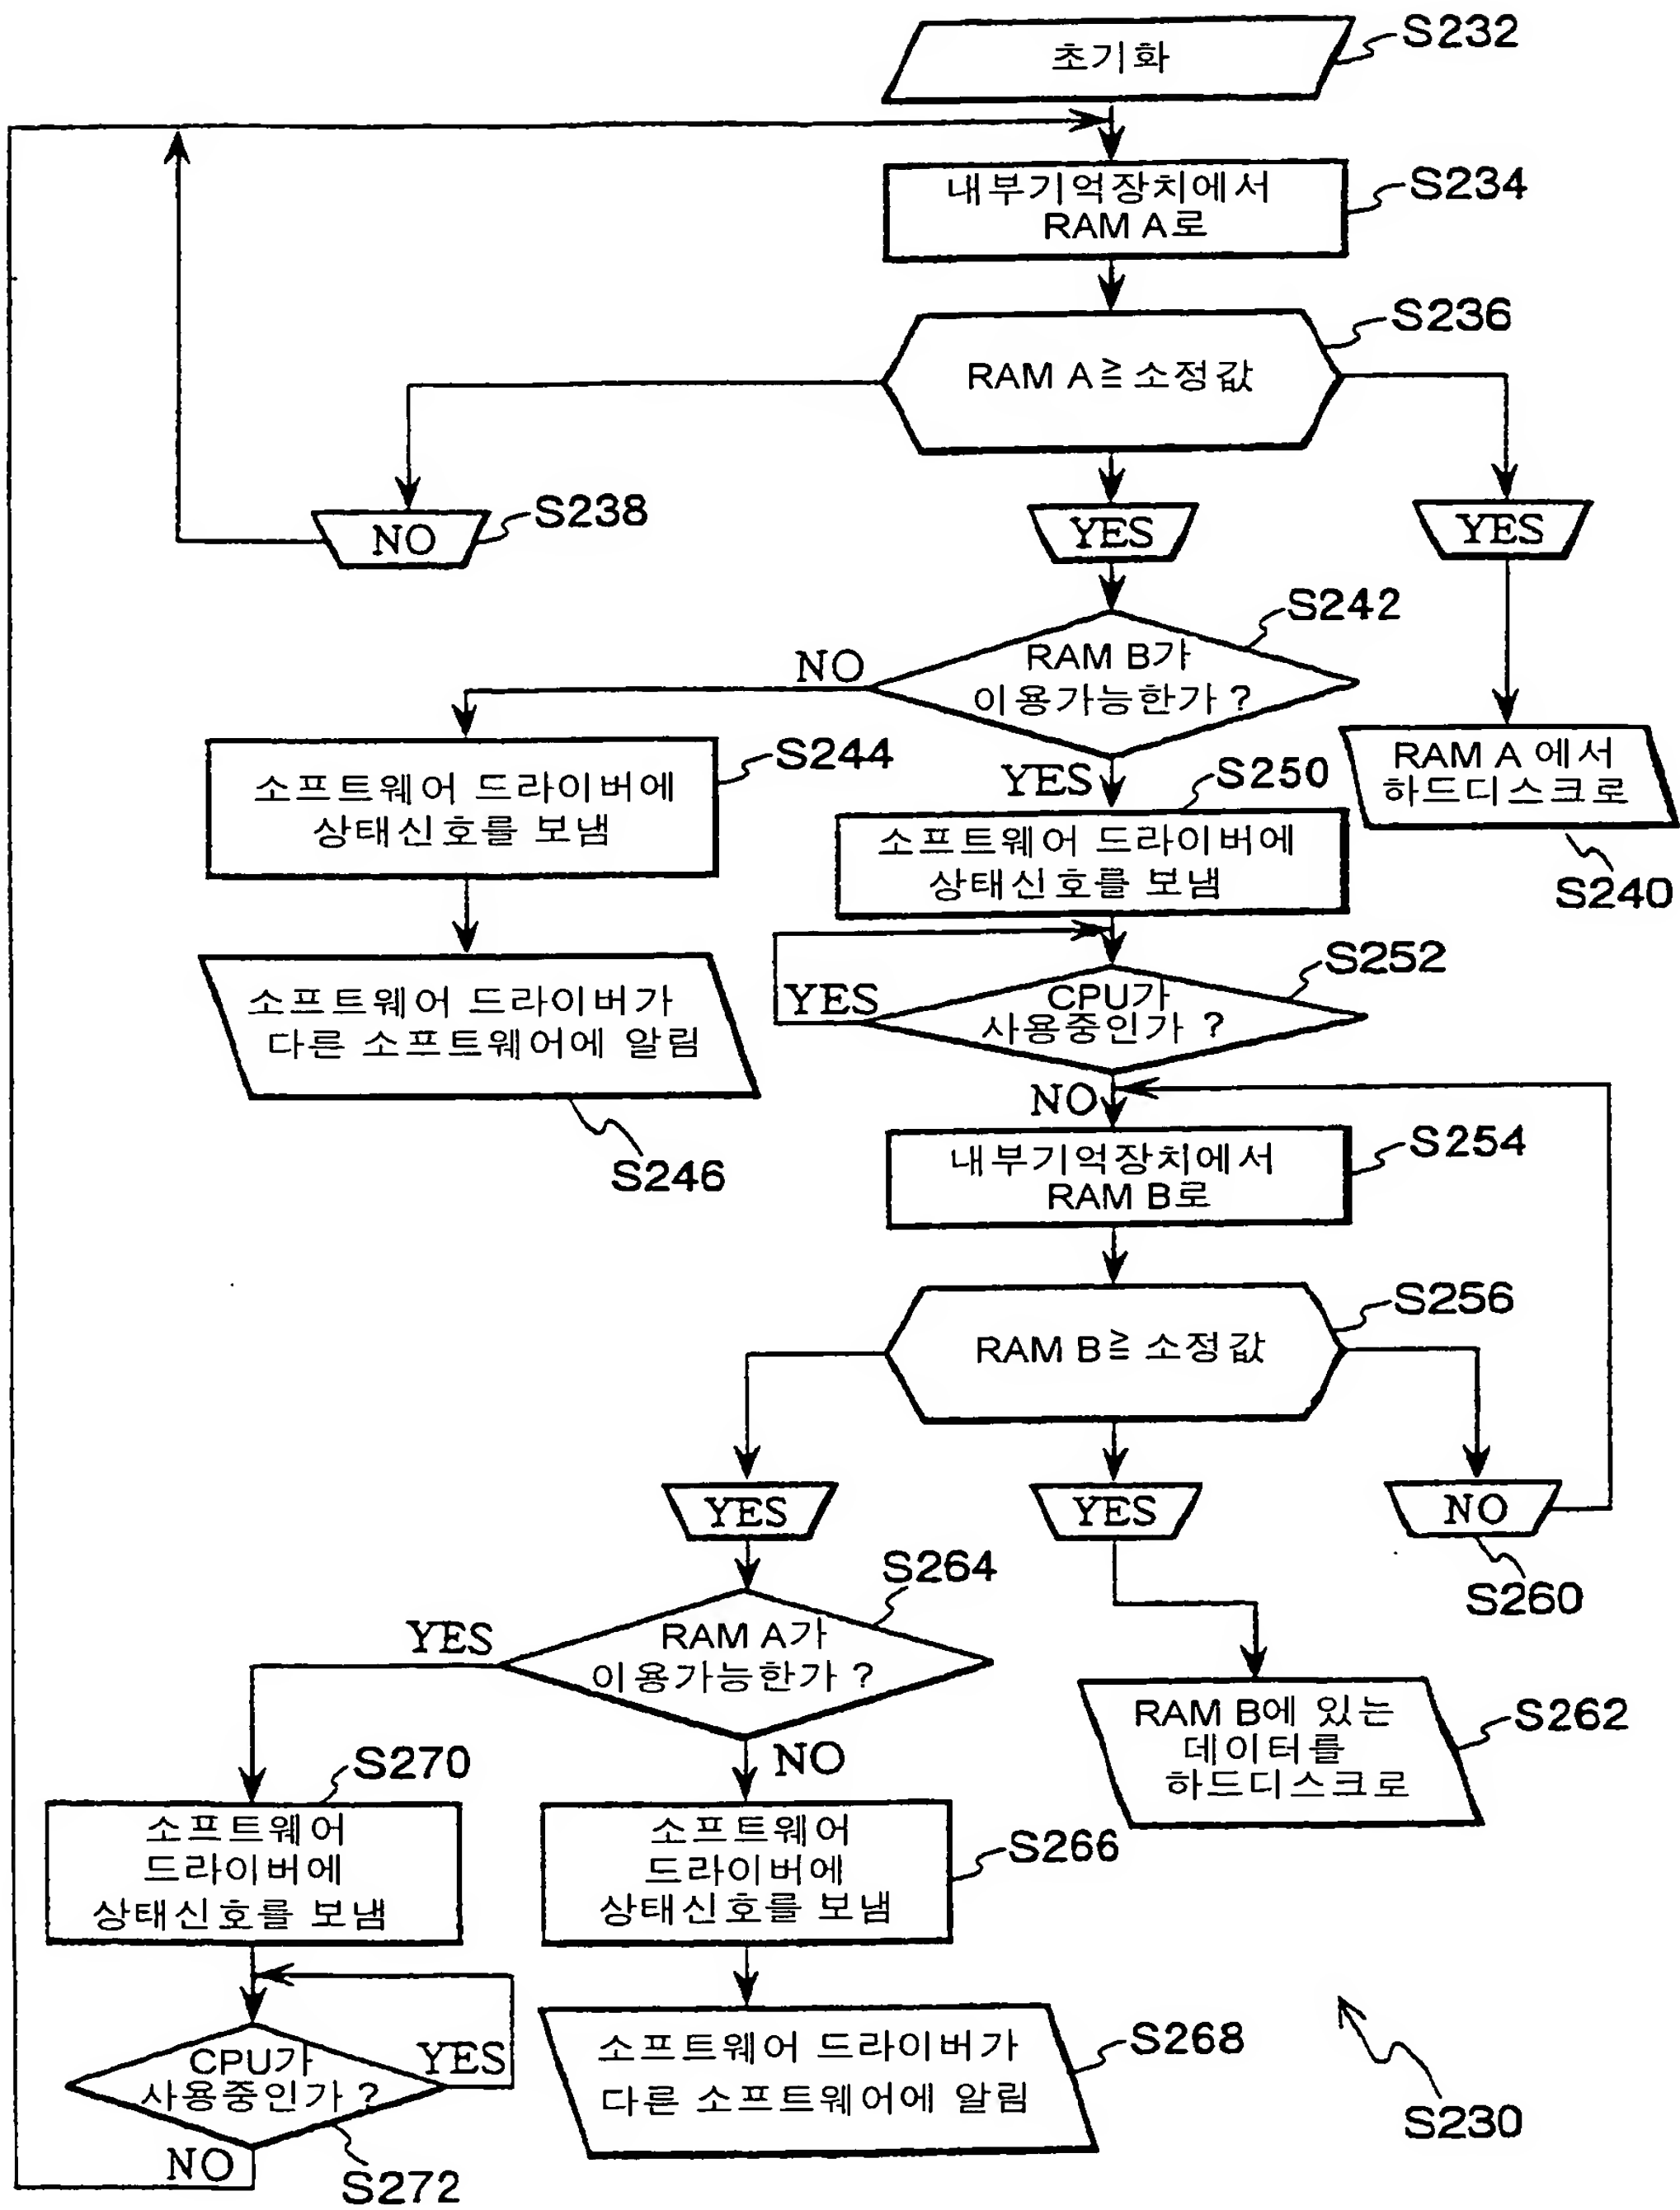 초기화
S232
내부기억장치에서
RAM A로
S234
RAM A≧소정값
S236
NO
S238
YES
YES
RAM B가
이용가능한가 ?
S242
NO
YES
RAM A 에서
하드디스크로
S240
소프트웨어 드라이버에
상태신호를 보냄
S244
소프트웨어 드라이버에
상태신호를 보냄
S250
소프트웨어 드라이버가
다른 소프트웨어에 알림
S246
CPU가
사용중인가 ?
S252
YES
NO
내부기억장치에서
RAM B로
S254
RAM B≧ 소정값
S256
YES
YES
NO
S260
RAM A가
이용가능한가 ?
S264
YES
NO
RAM B에 있는
데이터를
하드디스크로
S262
소프트웨어
드라이버에
상태신호를 보냄
S270
소프트웨어
드라이버에
상태신호를 보냄
S266
CPU가
사용중인가 ?
YES
NO
S272
소프트웨어 드라이버가
다른 소프트웨어에 알림
S268
S230